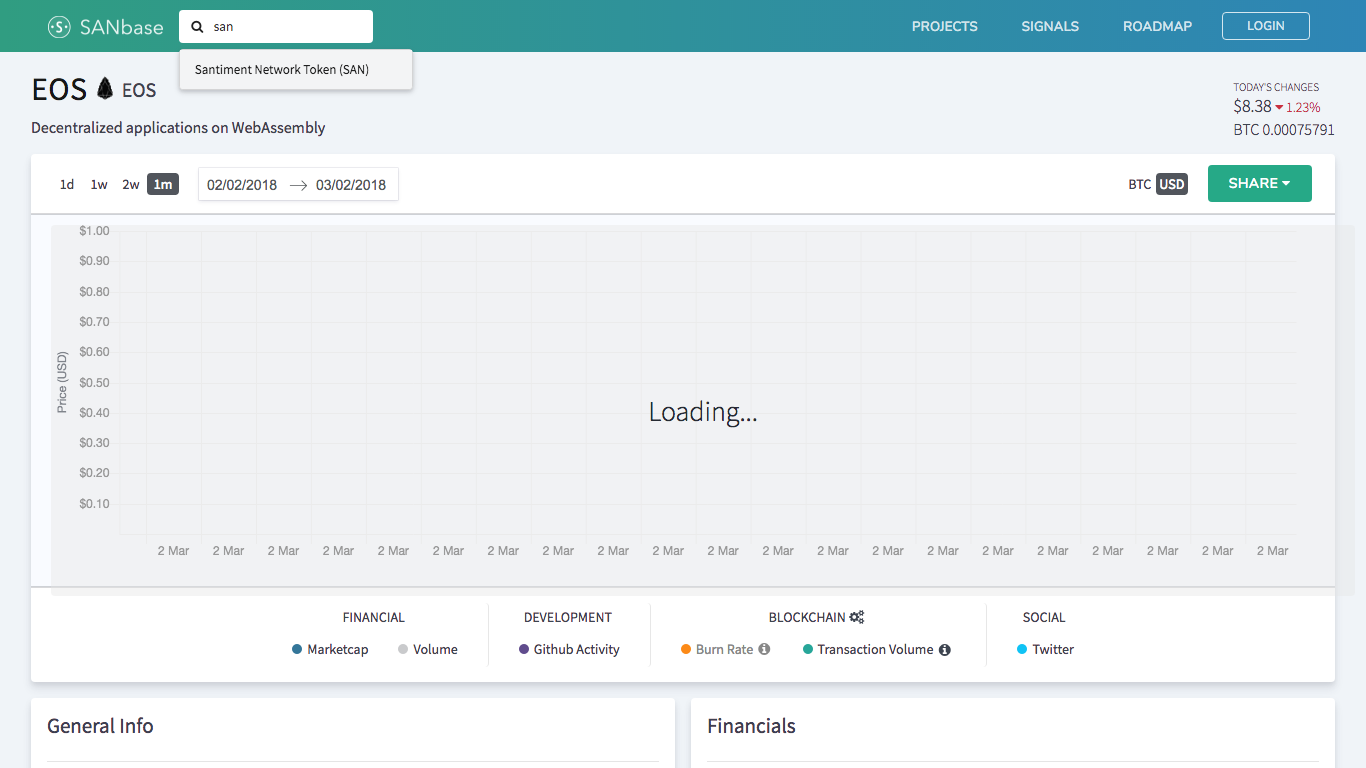 SANbase
san
PROJECTS
SIGNALS
ROADMAP
LOGIN
Santiment Network Token (SAN)
EOS EOS
Decentralized applications on WebAssembly
TODAY'S CHANGES
$8.38 1.23%
BTC 0.00075791
1d 1w 2w 1m
02/02/2018 → 03/02/2018
BTC USD
SHARE
$1.00
$0.90
$0.80
$0.70
$0.60
$0.50
$0.40
$0.30
$0.20
$0.10
Price (USD)
Loading...
2 Mar 2 Mar 2 Mar 2 Mar 2 Mar 2 Mar 2 Mar 2 Mar 2 Mar 2 Mar 2 Mar 2 Mar 2 Mar 2 Mar 2 Mar 2 Mar 2 Mar 2 Mar 2 Mar 2 Mar 2 Mar
FINANCIAL
Marketcap Volume
DEVELOPMENT
Github Activity
BLOCKCHAIN
Burn Rate Transaction Volume
SOCIAL
Twitter
General Info
Financials